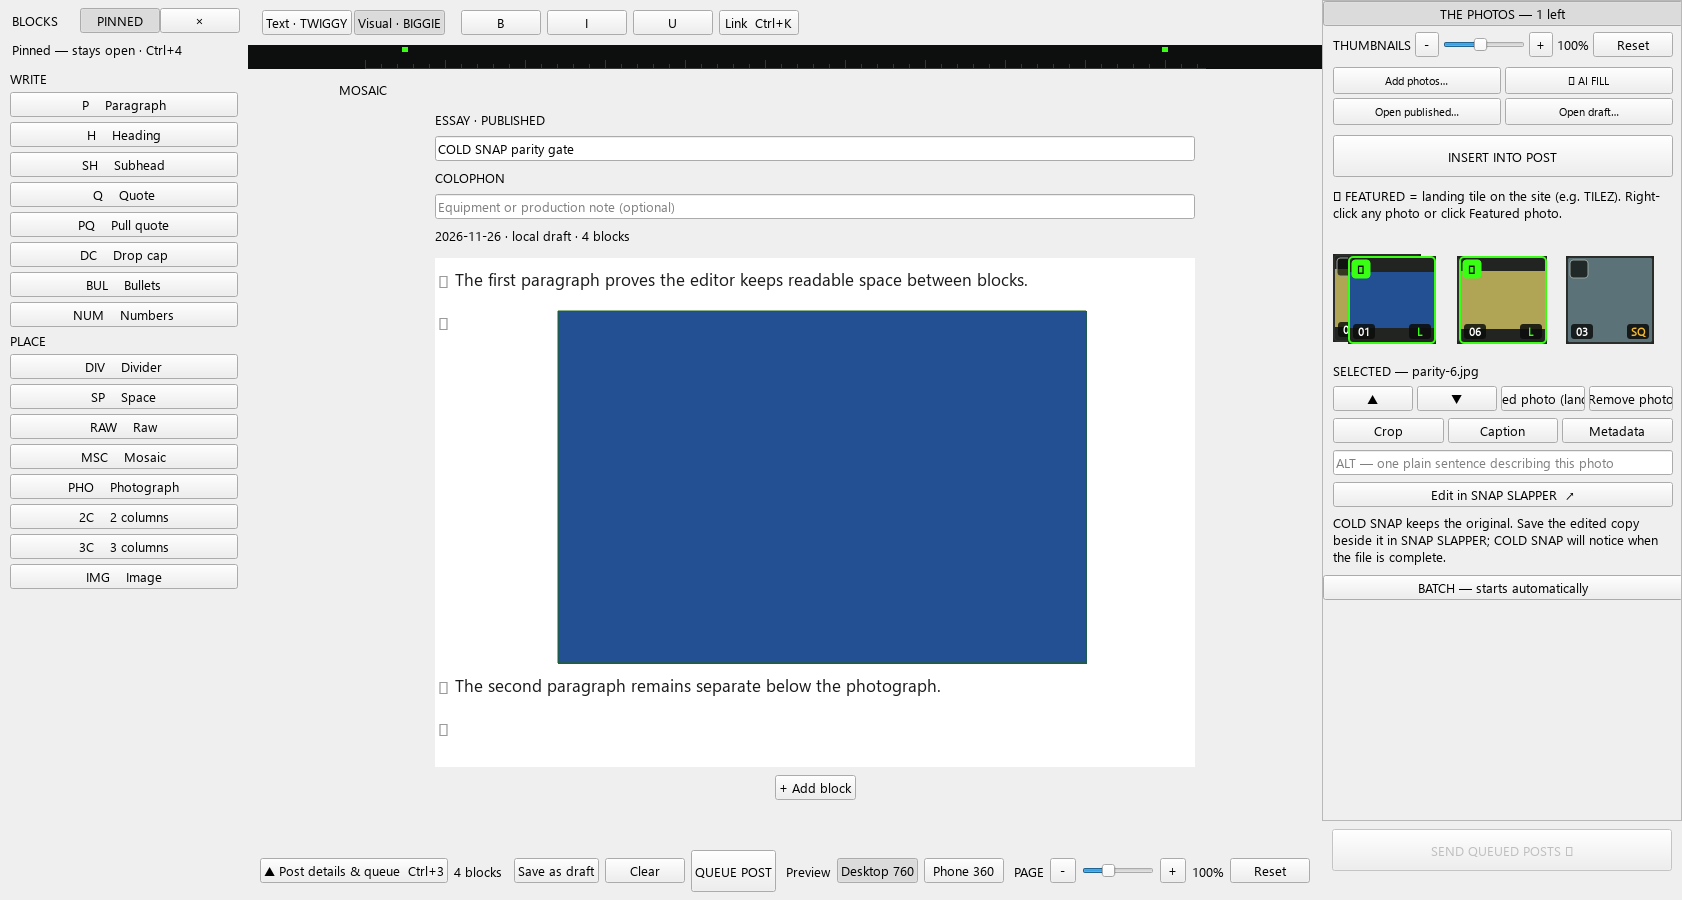 BLOCKS PINNED ×
Pinned — stays open · Ctrl+4
WRITE
P Paragraph
H Heading
SH Subhead
Q Quote
PQ Pull quote
DC Drop cap
BUL Bullets
NUM Numbers
PLACE
DIV Divider
SP Space
RAW Raw
MSC Mosaic
PHO Photograph
2C 2 columns
3C 3 columns
IMG Image
Text · TWIGGY Visual · BIGGIE B I U Link Ctrl+K
MOSAIC
ESSAY · PUBLISHED
COLD SNAP parity gate
COLOPHON
Equipment or production note (optional)
2026-11-26 · local draft · 4 blocks
The first paragraph proves the editor keeps readable space between blocks.
The second paragraph remains separate below the photograph.
+ Add block
▲ Post details & queue Ctrl+3 4 blocks Save as draft Clear QUEUE POST Preview Desktop 760 Phone 360 PAGE - + 100% Reset
THE PHOTOS — 1 left
THUMBNAILS - + 100% Reset
Add photos... AI FILL
Open published... Open draft...
INSERT INTO POST
FEATURED = landing tile on the site (e.g. TILEZ). Right-
click any photo or click Featured photo.
01 L 06 L 03 SQ
SELECTED — parity-6.jpg
▲ ▼ ed photo (lan Remove photo
Crop Caption Metadata
ALT — one plain sentence describing this photo
Edit in SNAP SLAPPER ↗
COLD SNAP keeps the original. Save the edited copy
beside it in SNAP SLAPPER; COLD SNAP will notice when
the file is complete.
BATCH — starts automatically
SEND QUEUED POSTS